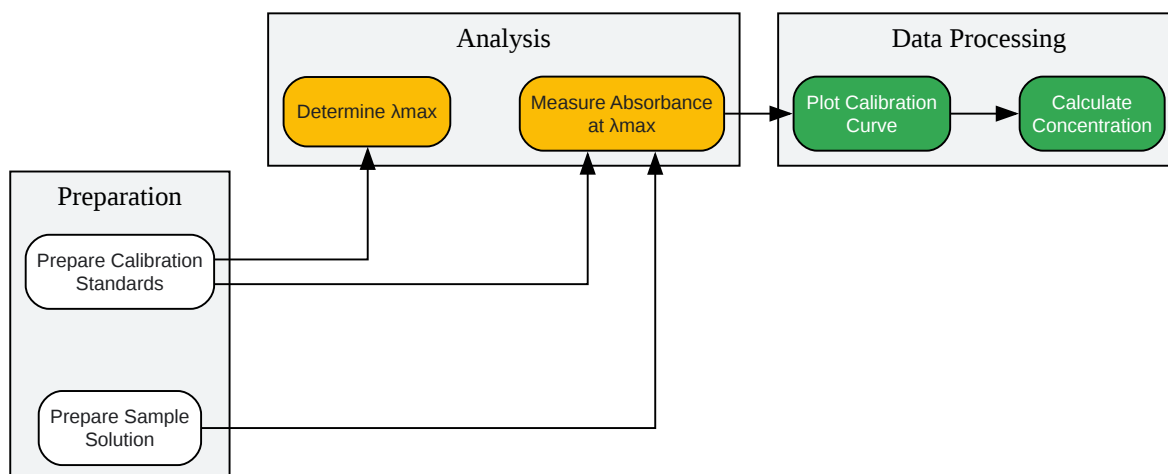 Preparation
Prepare Calibration
Standards
Prepare Sample
Solution
Analysis
Determine λmax
Measure Absorbance
at λmax
Data Processing
Plot Calibration
Curve
Calculate
Concentration